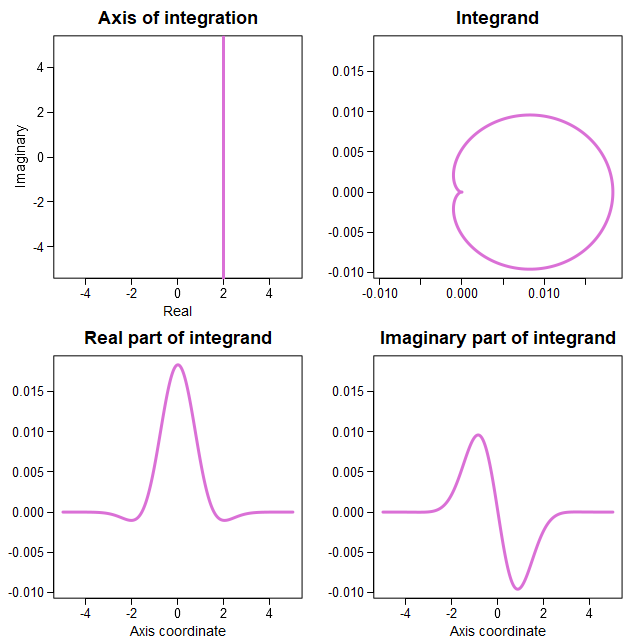 Axis of integration
4
2
0
-2
-4
Imaginary
-4 -2 0 2 4
Real
Integrand
0.015
0.010
0.005
0.000
-0.005
-0.010
-0.010 0.000 0.010
Real part of integrand
0.015
0.010
0.005
0.000
-0.005
-0.010
-4 -2 0 2 4
Axis coordinate
Imaginary part of integrand
0.015
0.010
0.005
0.000
-0.005
-0.010
-4 -2 0 2 4
Axis coordinate